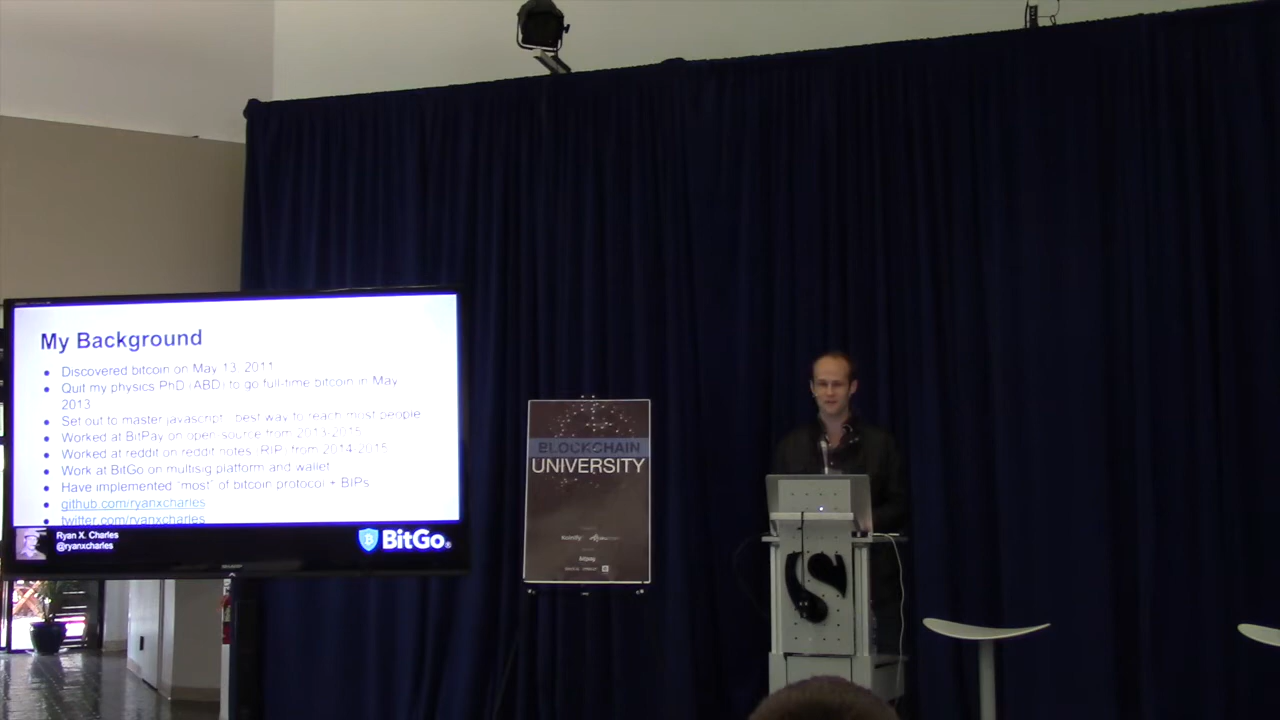 My Background
Discovered bitcoin on May 13, 2011
Quit my physics PhD (ABD) to go full-time bitcoin in May
2013
Set out to master javascript - best way to reach most people
Worked at BitPay on open-source from 2013-2015
Worked at reddit on reddit notes (RIP) from 2014-2015
Work at BitGo on multisig platform and wallet
Have implemented "most" of bitcoin protocol + BIPs
github.com/ryanxcharles
twitter.com/ryanxcharles
Ryan X. Charles
@ryanxcharles
BitGo
BLOCKCHAIN
UNIVERSITY
S